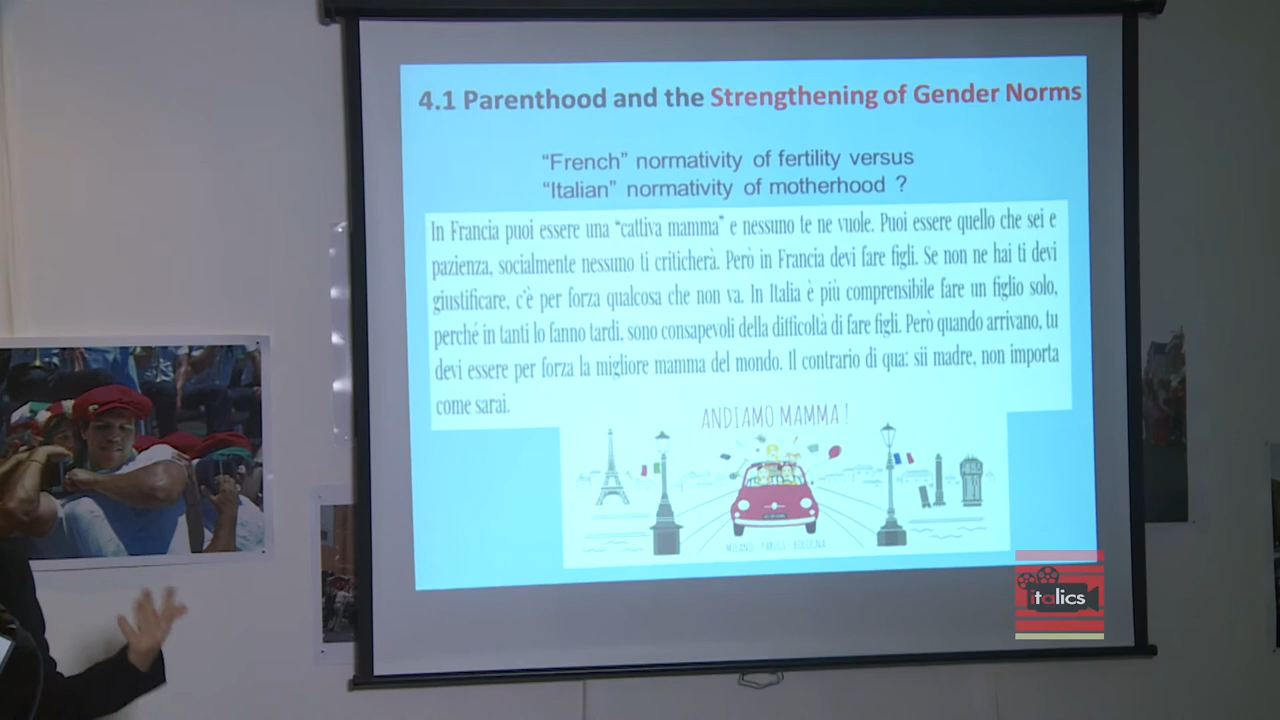 4.1 Parenthood and the Strengthening of Gender Norms
“French” normativity of fertility versus
“Italian” normativity of motherhood ?
In Francia puoi essere una “cattiva mamma” e nessuno te ne vuole. Puoi essere quello che sei e
pazienza, socialmente nessuno ti criticherà. Però in Francia devi fare figli. Se non ne hai ti devi
giustificare, c’è per forza qualcosa che non va. In Italia è più comprensibile fare un figlio solo,
perché in tanti lo fanno tardi, sono consapevoli della difficoltà di fare figli. Però quando arrivano, tu
devi essere per forza la migliore mamma del mondo. Il contrario di qua: sii madre, non importa
come sarai.
ANDIAMO MAMMA !
MILANO PARIGI BOLOGNA
italics